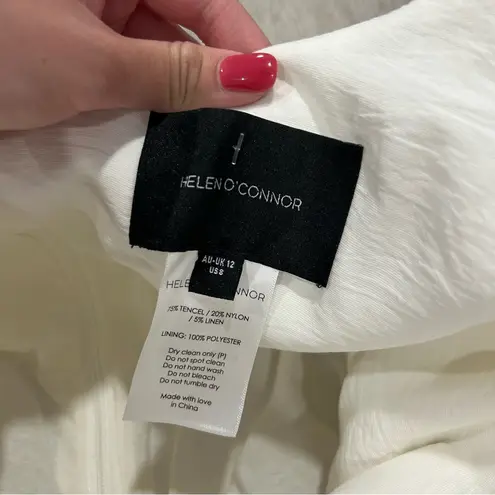 HELEN O'CONNOR
AU-UK 12
US 8
HELE NNOR
75% TENCEL / 20% NYLON
/ 5% LINEN
LINING: 100% POLYESTER
Dry clean only (P)
Do not spot clean
Do not hand wash
Do not bleach
Do not tumble dry
Made with love
in China